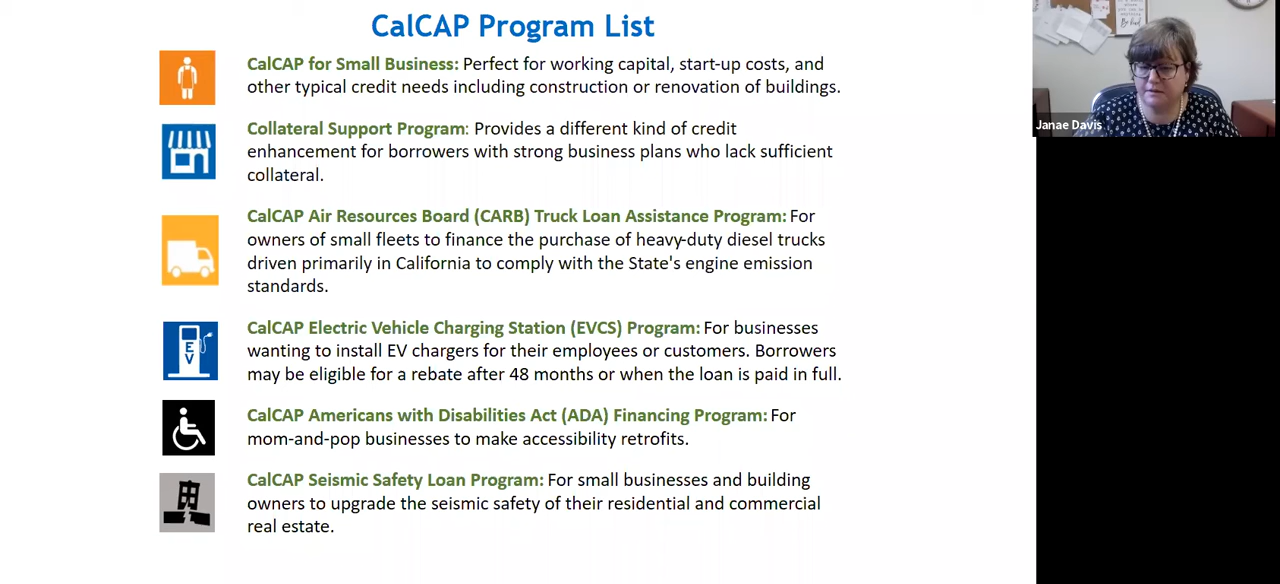 CalCAP Program List
CalCAP for Small Business: Perfect for working capital, start-up costs, and
other typical credit needs including construction or renovation of buildings.
Collateral Support Program: Provides a different kind of credit
enhancement for borrowers with strong business plans who lack sufficient
collateral.
CalCAP Air Resources Board (CARB) Truck Loan Assistance Program: For
owners of small fleets to finance the purchase of heavy-duty diesel trucks
driven primarily in California to comply with the State's engine emission
standards.
EV
CalCAP Electric Vehicle Charging Station (EVCS) Program: For businesses
wanting to install EV chargers for their employees or customers. Borrowers
may be eligible for a rebate after 48 months or when the loan is paid in full.
CalCAP Americans with Disabilities Act (ADA) Financing Program: For
mom-and-pop businesses to make accessibility retrofits.
CalCAP Seismic Safety Loan Program: For small businesses and building
owners to upgrade the seismic safety of their residential and commercial
real estate.
Janae Davis